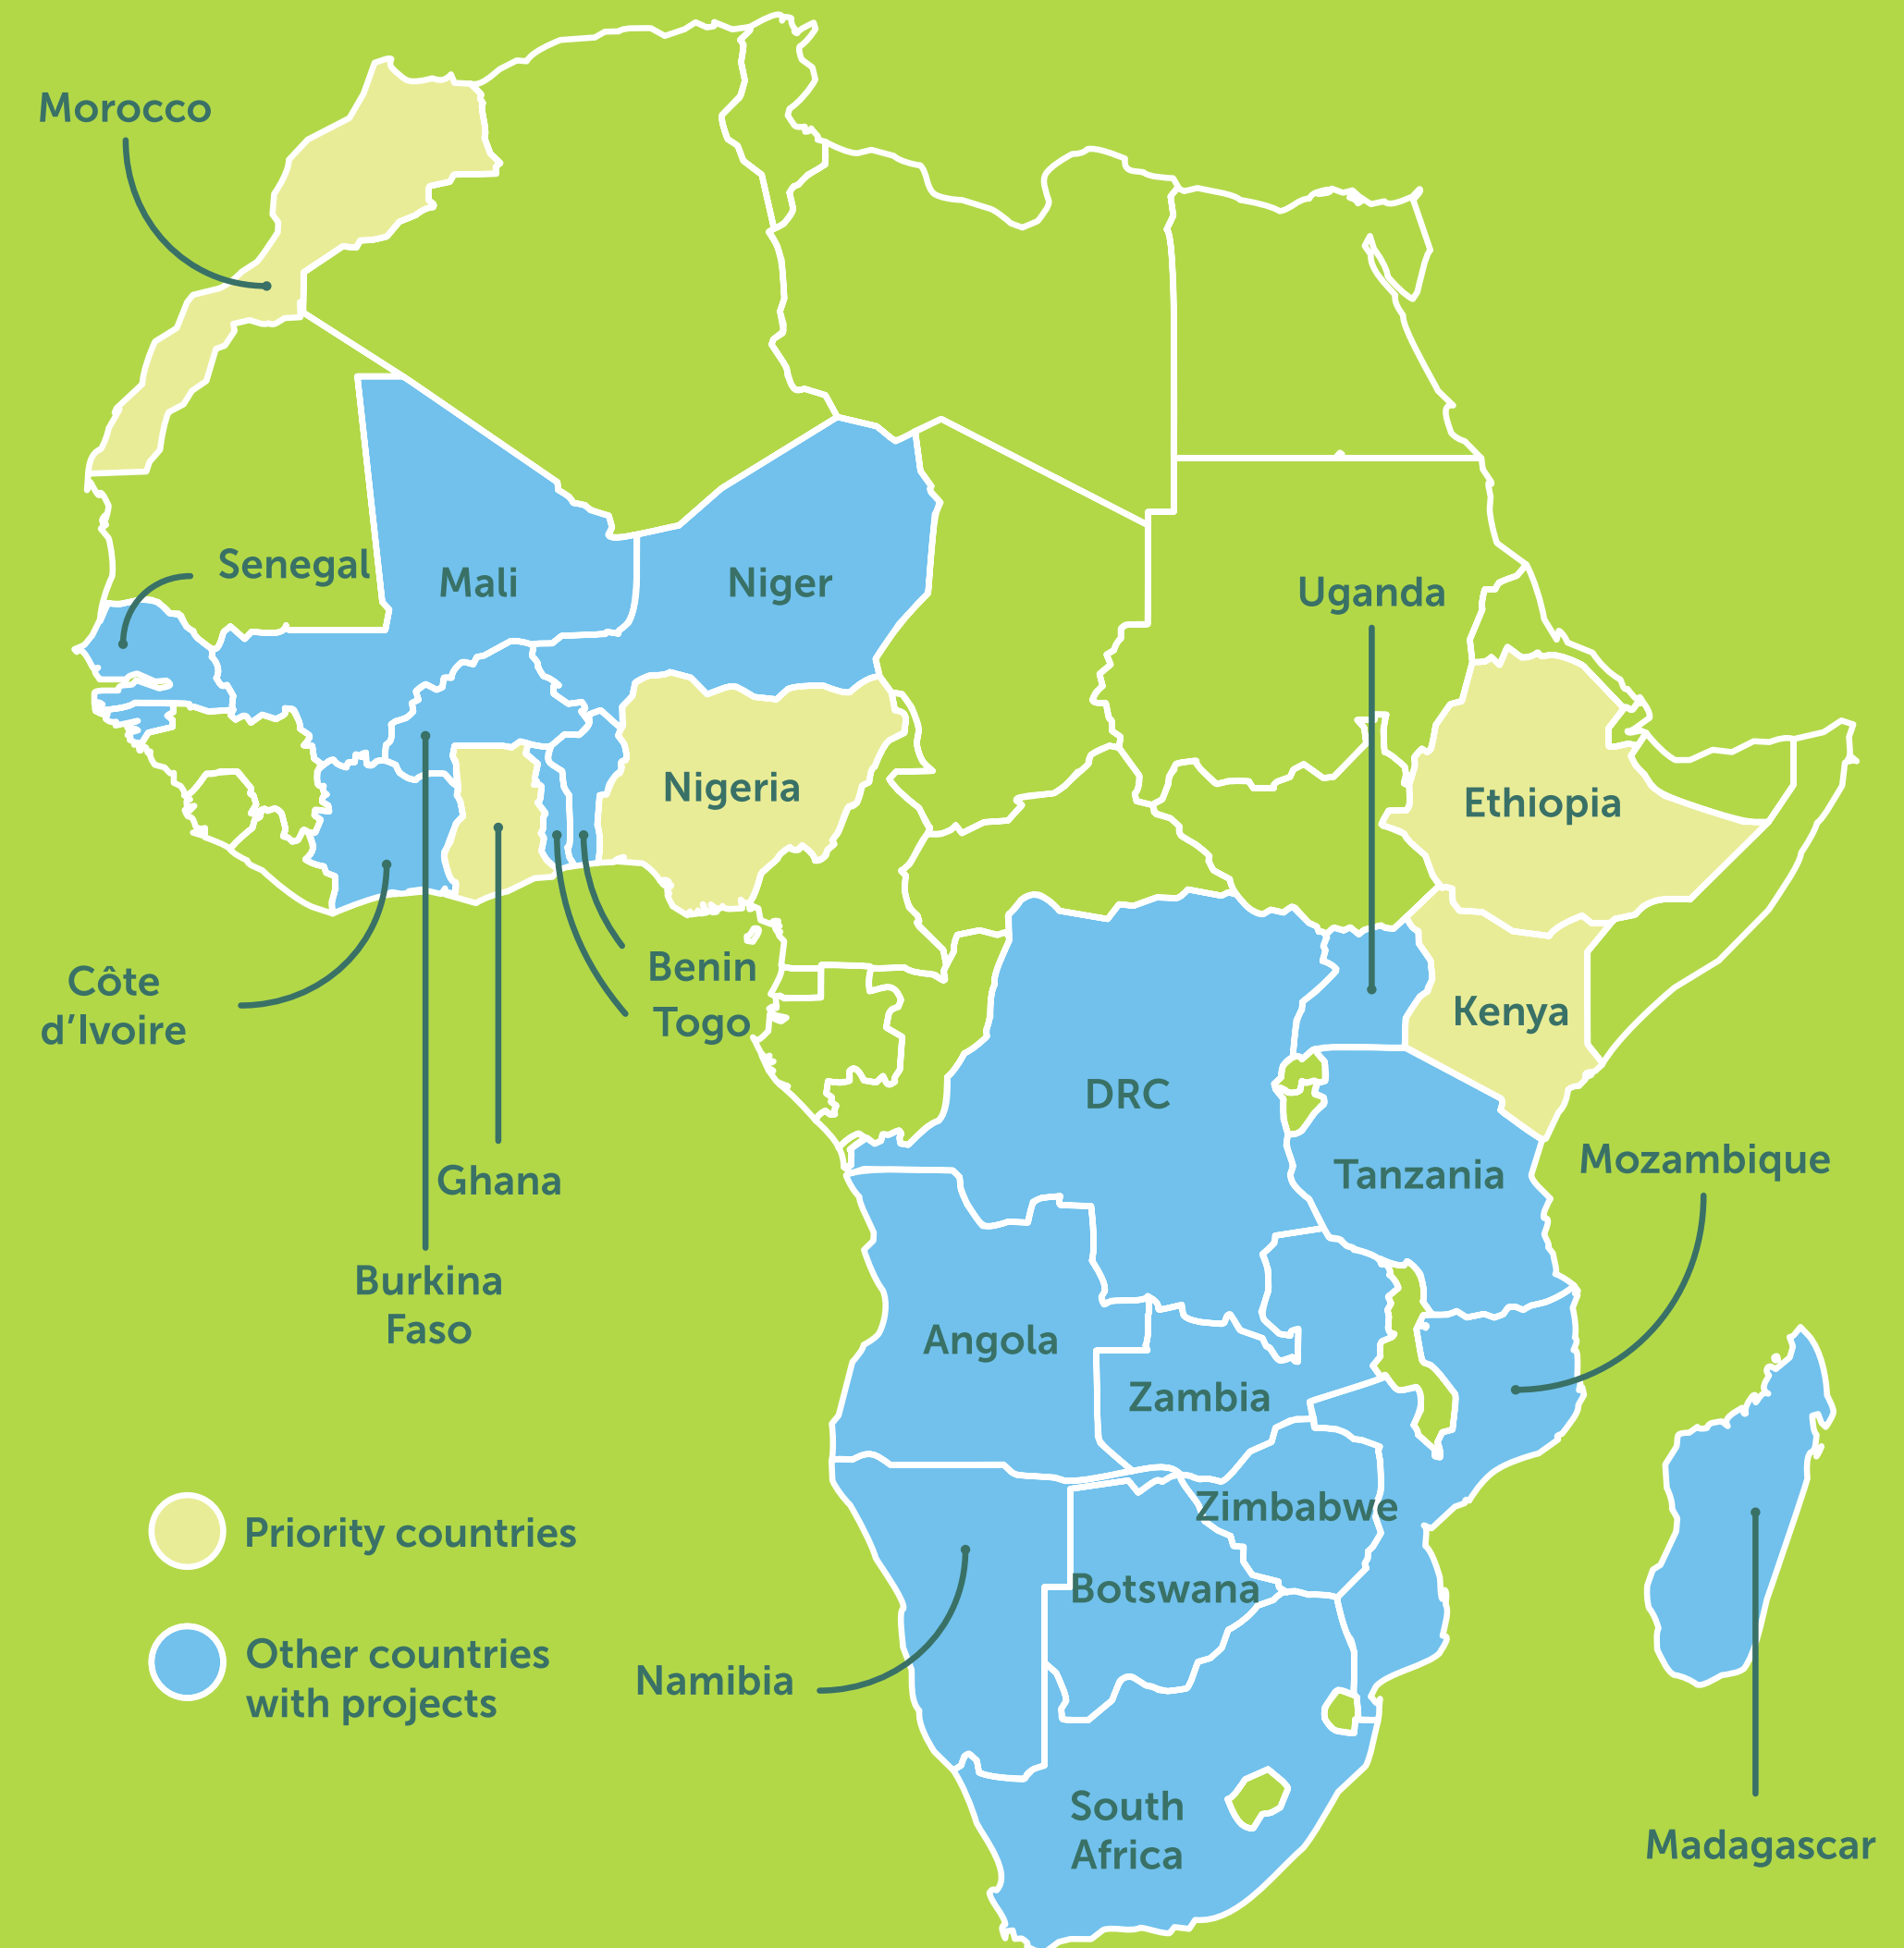 Morocco
Senegal
Mali
Niger
Uganda
Nigeria
Ethiopia
Côte
d'Ivoire
Benin
Togo
Kenya
DRC
Ghana
Tanzania
Mozambique
Burkina
Faso
Angola
Zambia
Zimbabwe
Priority countries
Botswana
Other countries
with projects
Namibia
South
Africa
Madagascar